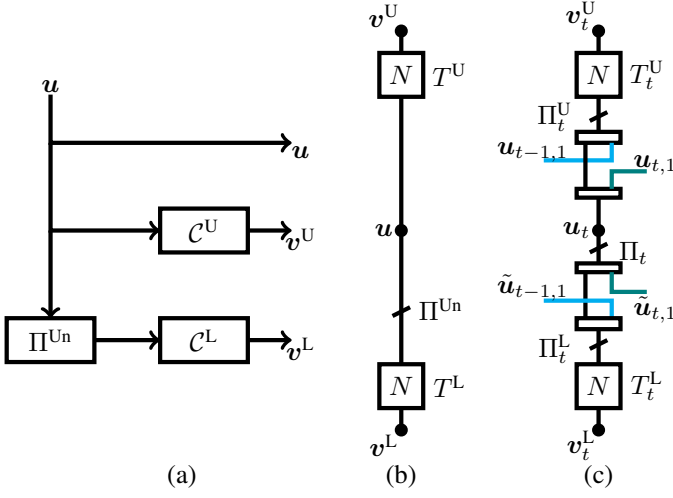 u
u
C^U
v^U
Π^Un
C^L
v^L
(a)
v^U
N T^U
u
Π^Un
N T^L
v^L
(b)
v_t^U
N T_t^U
Π_t^U
u_{t−1,1} u_{t,1}
u_t
Π_t
ũ_{t−1,1} ũ_{t,1}
Π_t^L
N T_t^L
v_t^L
(c)